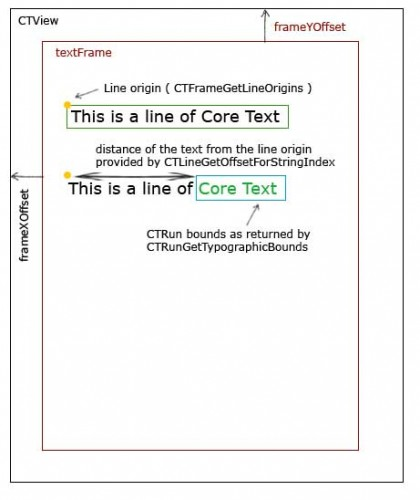 CTView
frameYOffset
textFrame
Line origin ( CTFrameGetLineOrigins )
This is a line of Core Text
distance of the text from the line origin
provided by CTLineGetOffsetForStringIndex
This is a line of Core Text
frameXOffset
CTRun bounds as returned by
CTRunGetTypographicBounds